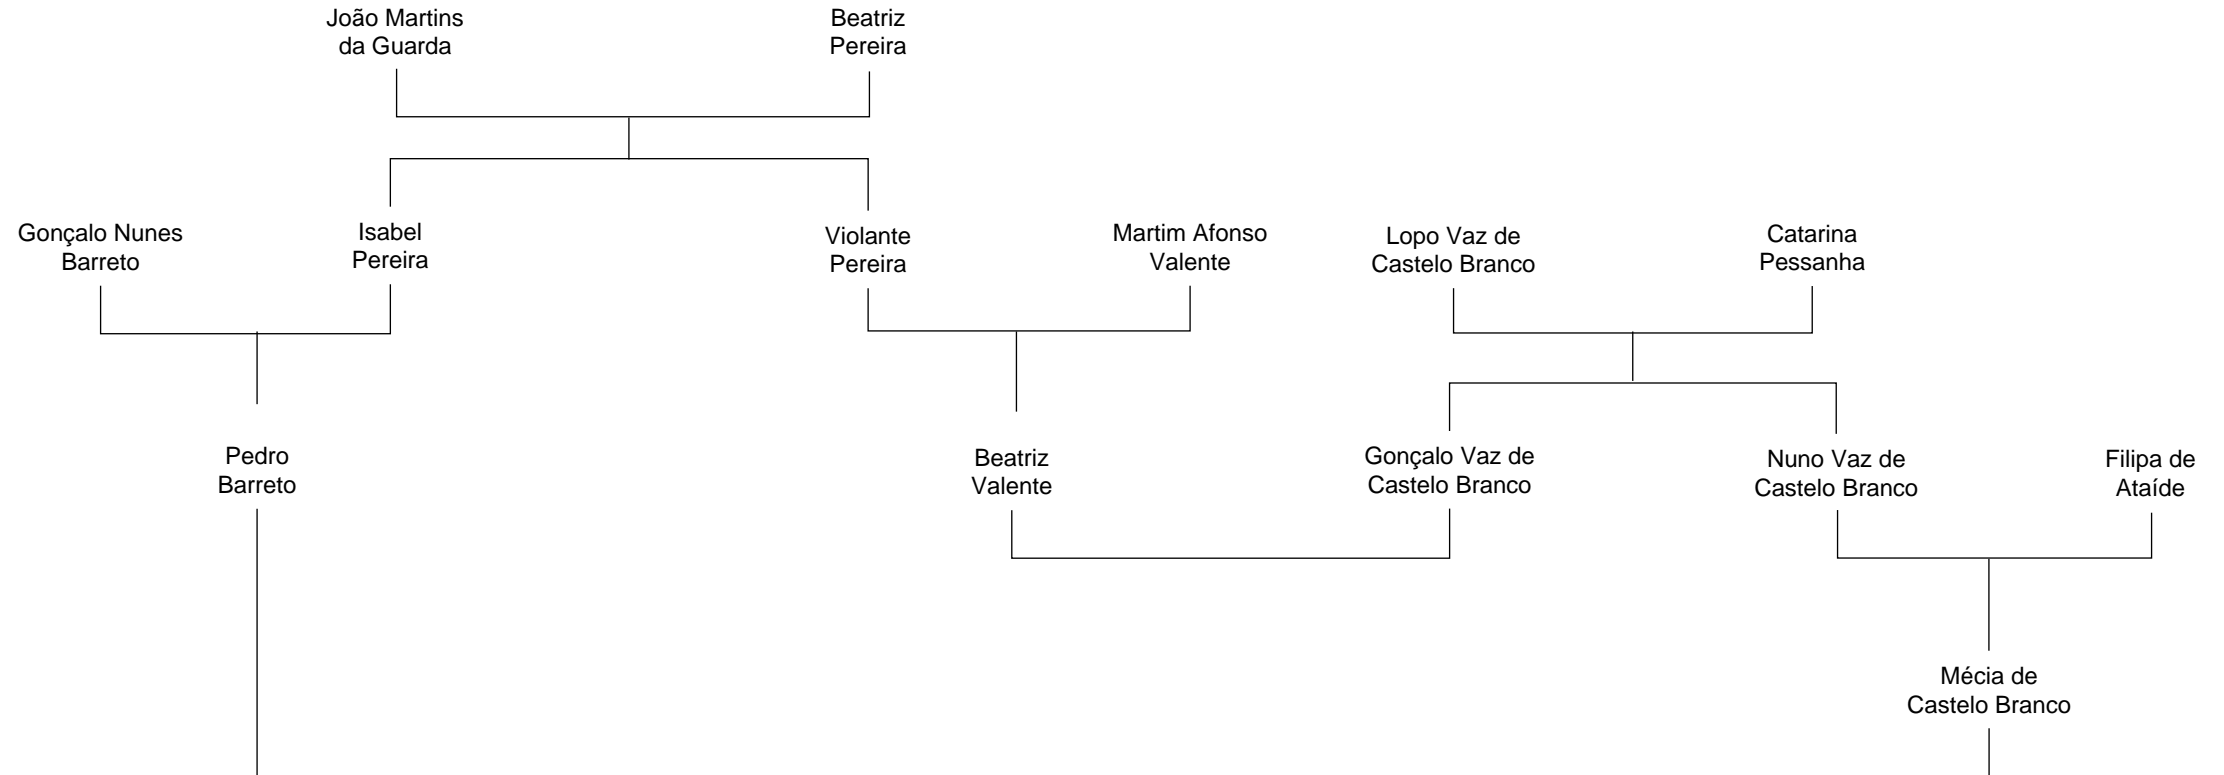 João Martins
da Guarda
Beatriz
Pereira
Gonçalo Nunes
Barreto
Isabel
Pereira
Violante
Pereira
Martim Afonso
Valente
Lopo Vaz de
Castelo Branco
Catarina
Pessanha
Pedro
Barreto
Beatriz
Valente
Gonçalo Vaz de
Castelo Branco
Nuno Vaz de
Castelo Branco
Filipa de
Ataíde
Mécia de
Castelo Branco